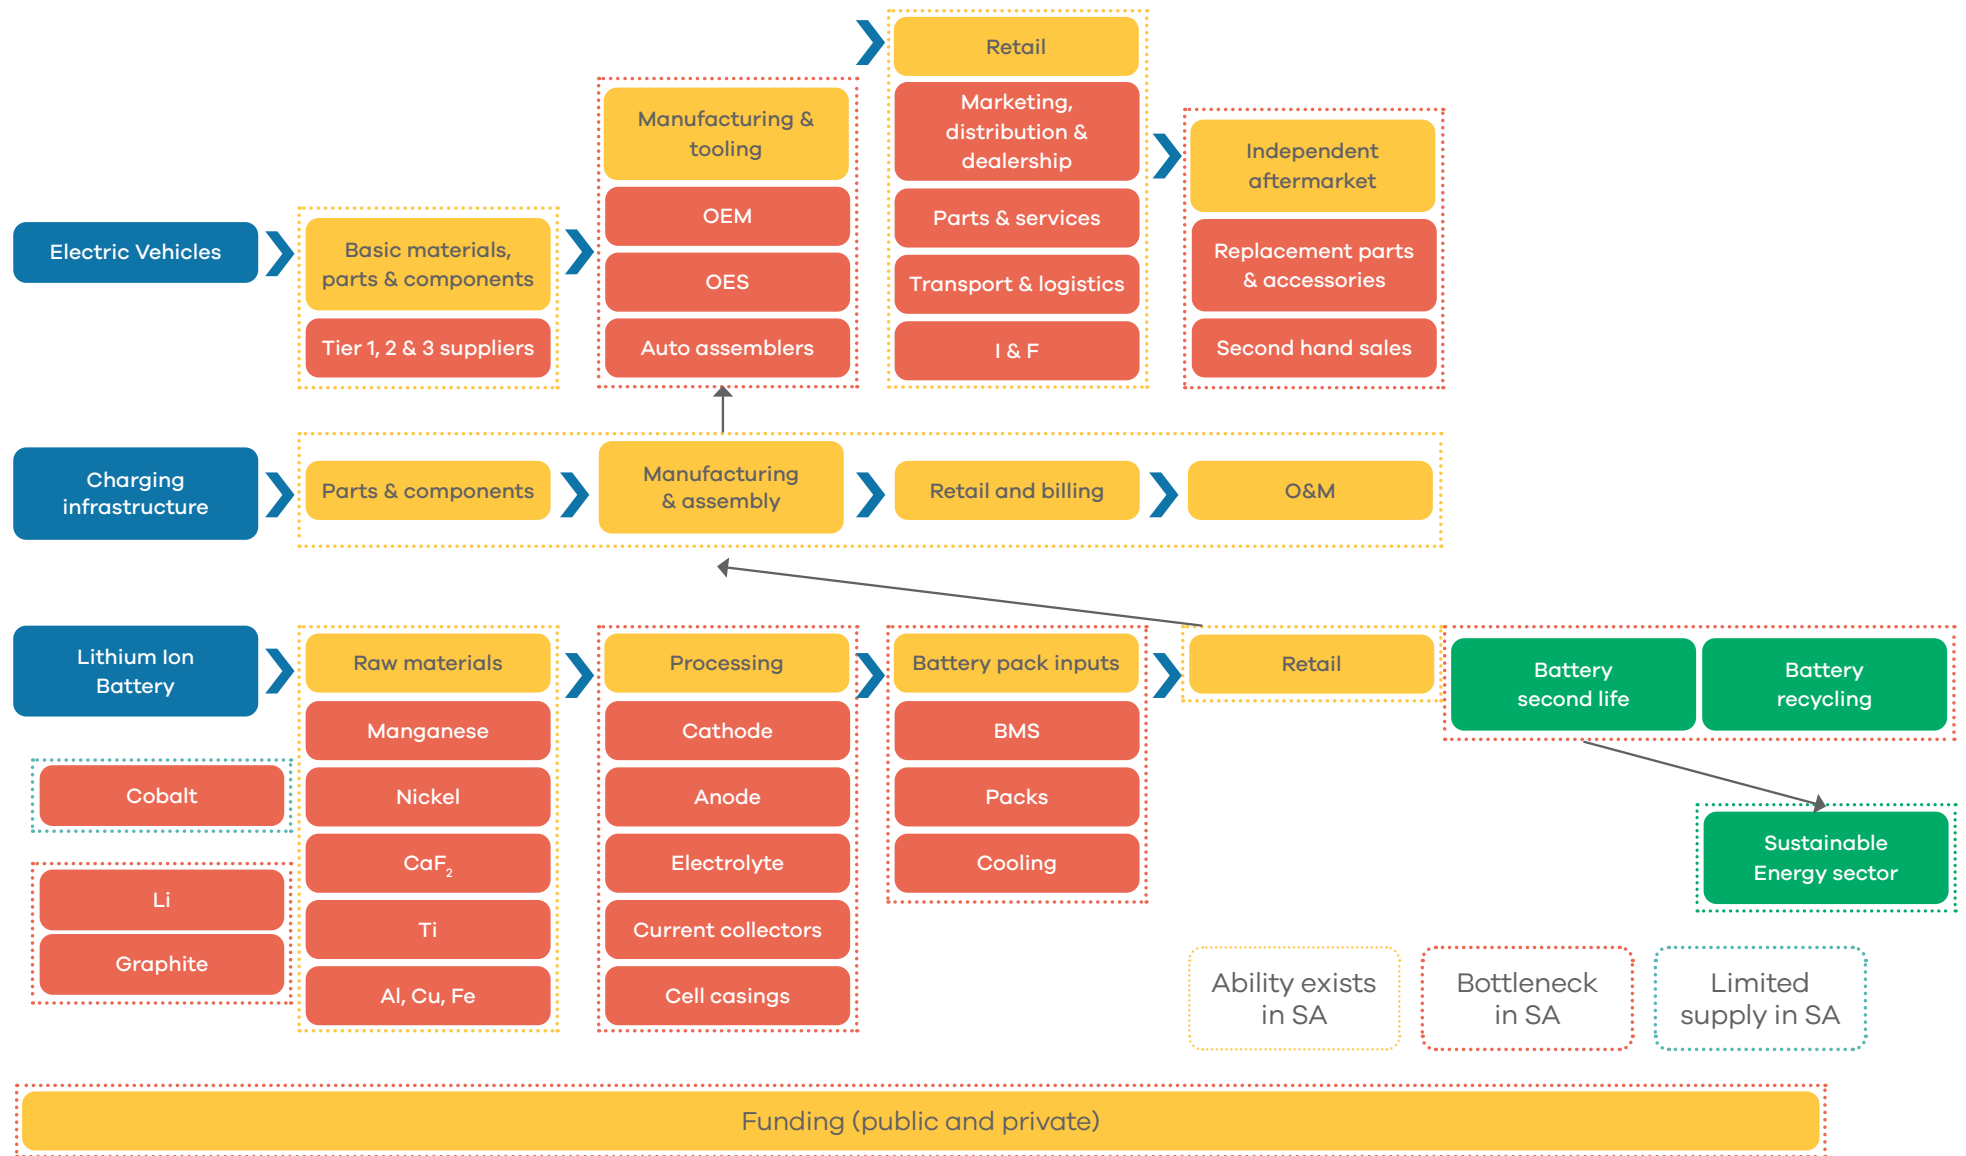 Electric Vehicles
Basic materials,
parts & components
Tier 1, 2 & 3 suppliers
Manufacturing &
tooling
OEM
OES
Auto assemblers
Retail
Marketing,
distribution &
dealership
Parts & services
Transport & logistics
I & F
Independent
aftermarket
Replacement parts
& accessories
Second hand sales
Charging
infrastructure
Parts & components
Manufacturing
& assembly
Retail and billing
O&M
Lithium Ion
Battery
Cobalt
Li
Graphite
Raw materials
Manganese
Nickel
CaF₂
Ti
Al, Cu, Fe
Processing
Cathode
Anode
Electrolyte
Current collectors
Cell casings
Battery pack inputs
BMS
Packs
Cooling
Retail
Battery
second life
Battery
recycling
Sustainable
Energy sector
Ability exists
in SA
Bottleneck
in SA
Limited
supply in SA
Funding (public and private)